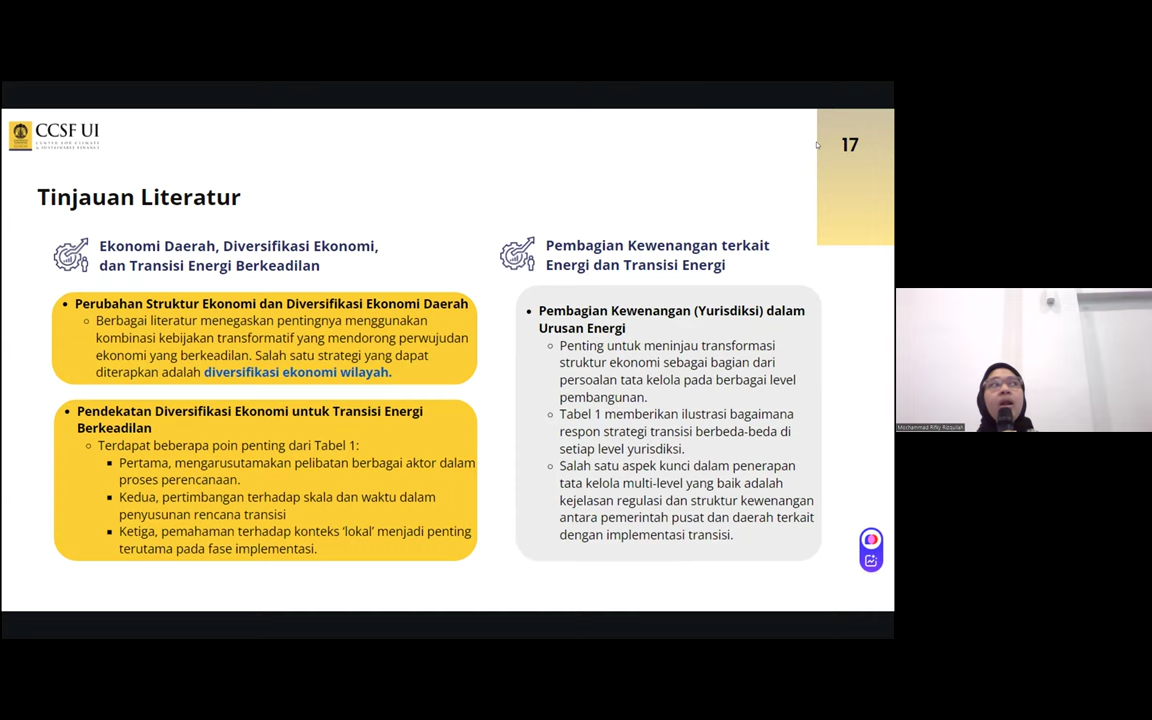 CCSF UI
CENTER FOR CLIMATE
& SUSTAINABLE FINANCE
17
Tinjauan Literatur
Ekonomi Daerah, Diversifikasi Ekonomi,
dan Transisi Energi Berkeadilan
Perubahan Struktur Ekonomi dan Diversifikasi Ekonomi Daerah
Berbagai literatur menegaskan pentingnya menggunakan
kombinasi kebijakan transformatif yang mendorong perwujudan
ekonomi yang berkeadilan. Salah satu strategi yang dapat
diterapkan adalah diversifikasi ekonomi wilayah.
Pendekatan Diversifikasi Ekonomi untuk Transisi Energi
Berkeadilan
Terdapat beberapa poin penting dari Tabel 1:
Pertama, mengarusutamakan pelibatan berbagai aktor dalam
proses perencanaan.
Kedua, pertimbangan terhadap skala dan waktu dalam
penyusunan rencana transisi
Ketiga, pemahaman terhadap konteks ‘lokal’ menjadi penting
terutama pada fase implementasi.
Pembagian Kewenangan terkait
Energi dan Transisi Energi
Pembagian Kewenangan (Yurisdiksi) dalam
Urusan Energi
Penting untuk meninjau transformasi
struktur ekonomi sebagai bagian dari
persoalan tata kelola pada berbagai level
pembangunan.
Tabel 1 memberikan ilustrasi bagaimana
respon strategi transisi berbeda-beda di
setiap level yurisdiksi.
Salah satu aspek kunci dalam penerapan
tata kelola multi-level yang baik adalah
kejelasan regulasi dan struktur kewenangan
antara pemerintah pusat dan daerah terkait
dengan implementasi transisi.
Mochammad Rifky Rizqullah